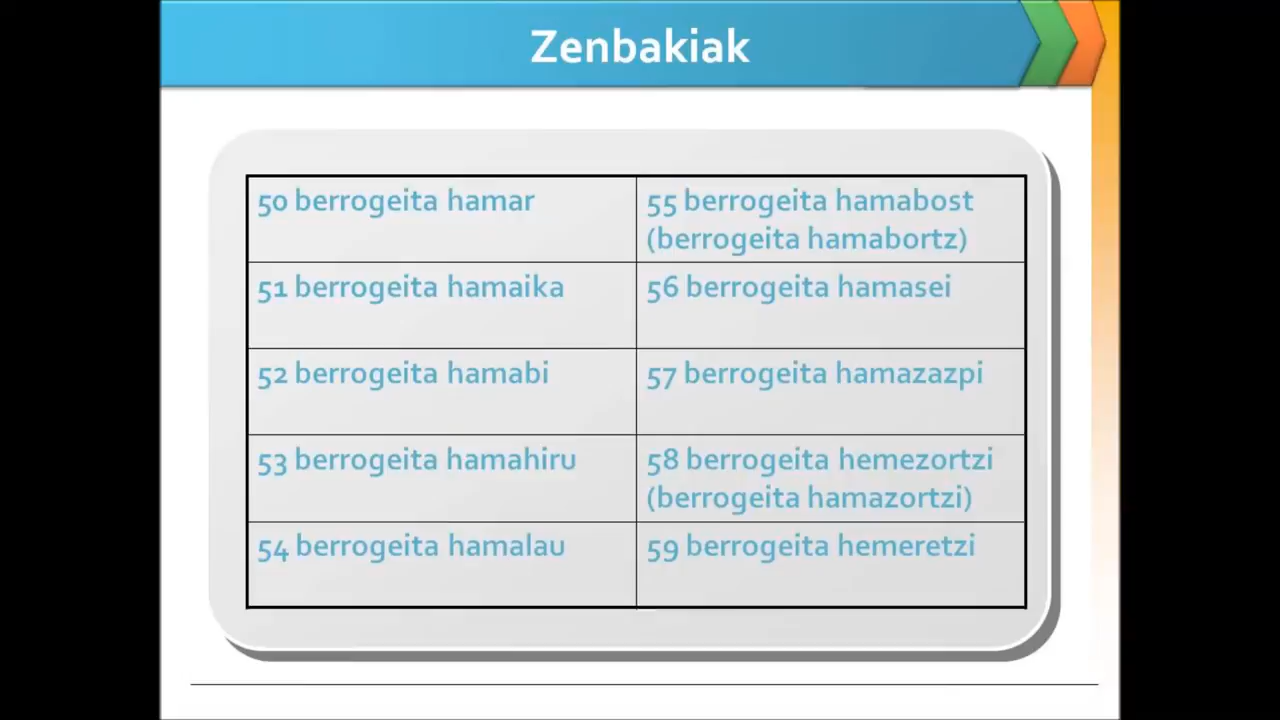 Zenbakiak
50 berrogeita hamar
55 berrogeita hamabost
(berrogeita hamabortz)
51 berrogeita hamaika
56 berrogeita hamasei
52 berrogeita hamabi
57 berrogeita hamazazpi
53 berrogeita hamahiru
58 berrogeita hemezortzi
(berrogeita hamazortzi)
54 berrogeita hamalau
59 berrogeita hemeretzi